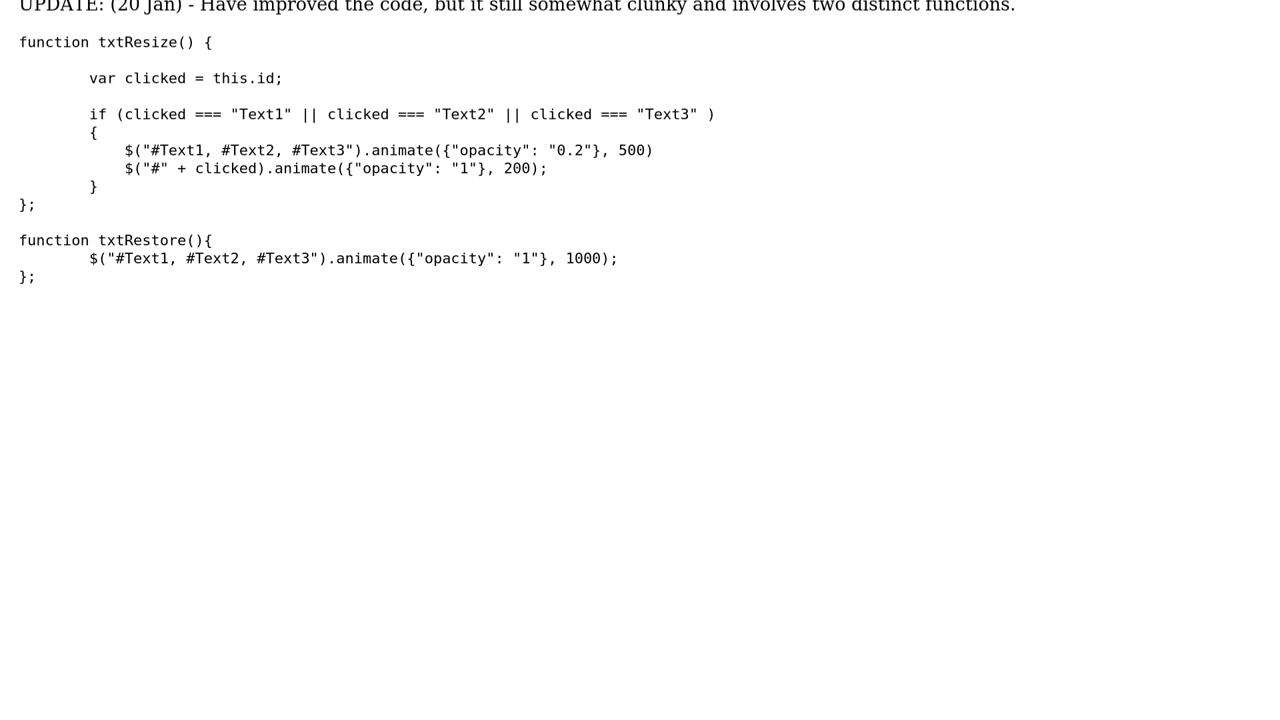 UPDATE: (20 Jan) - Have improved the code, but it still somewhat clunky and involves two distinct functions.
function txtResize() {
var clicked = this.id;
if (clicked === "Text1" || clicked === "Text2" || clicked === "Text3" )
{
$("#Text1, #Text2, #Text3").animate({"opacity": "0.2"}, 500)
$("#" + clicked).animate({"opacity": "1"}, 200);
}
};
function txtRestore(){
$("#Text1, #Text2, #Text3").animate({"opacity": "1"}, 1000);
};